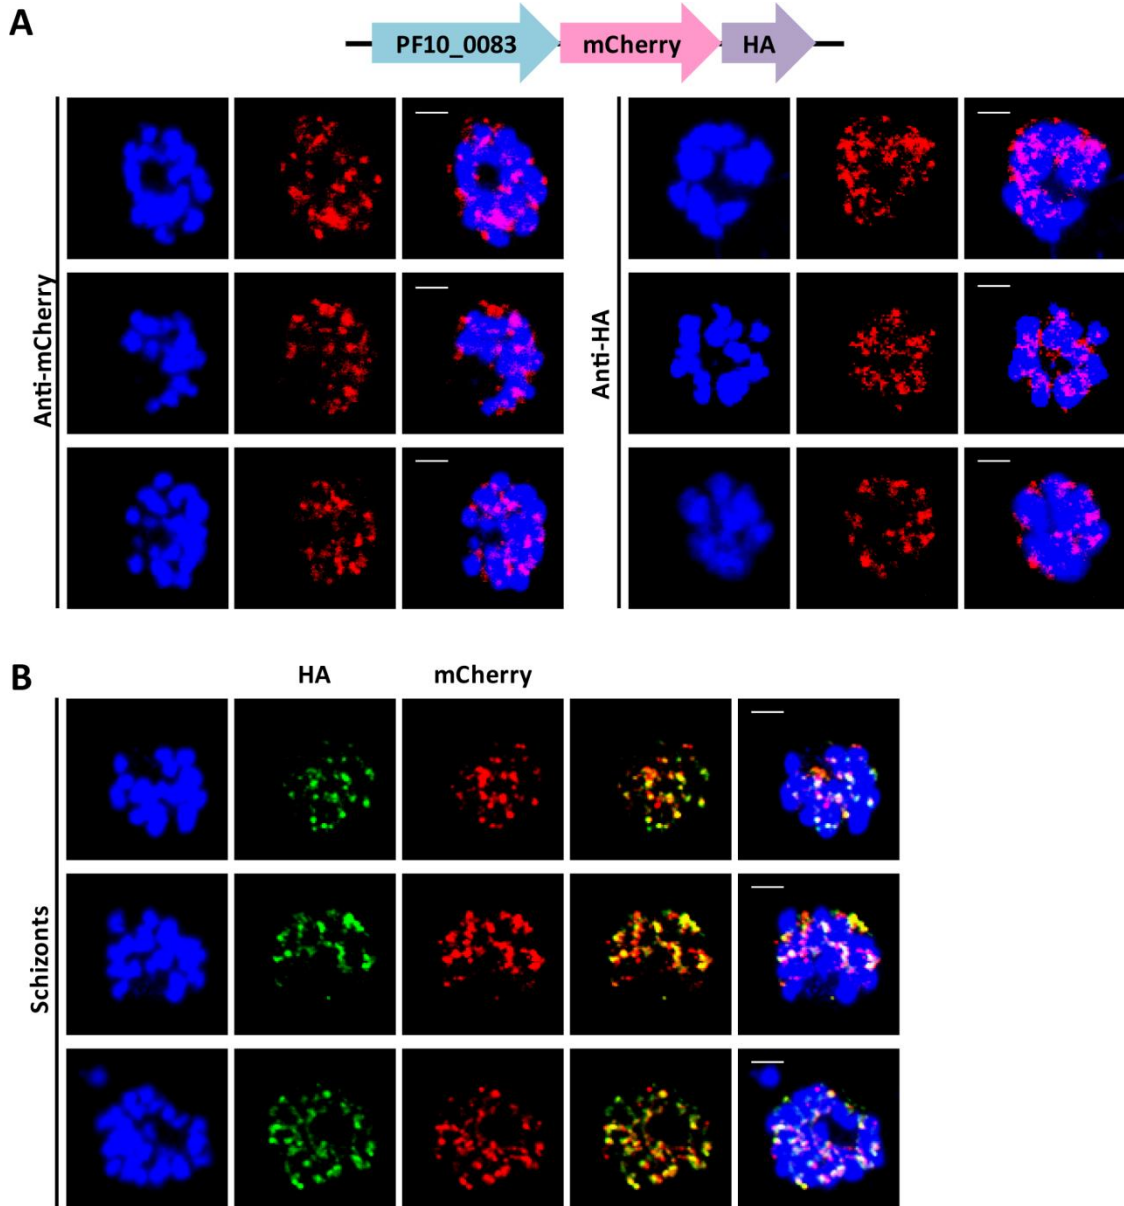 A
PF10_0083 mCherry HA
Anti-mCherry
Anti-HA
B
HA mCherry
Schizonts